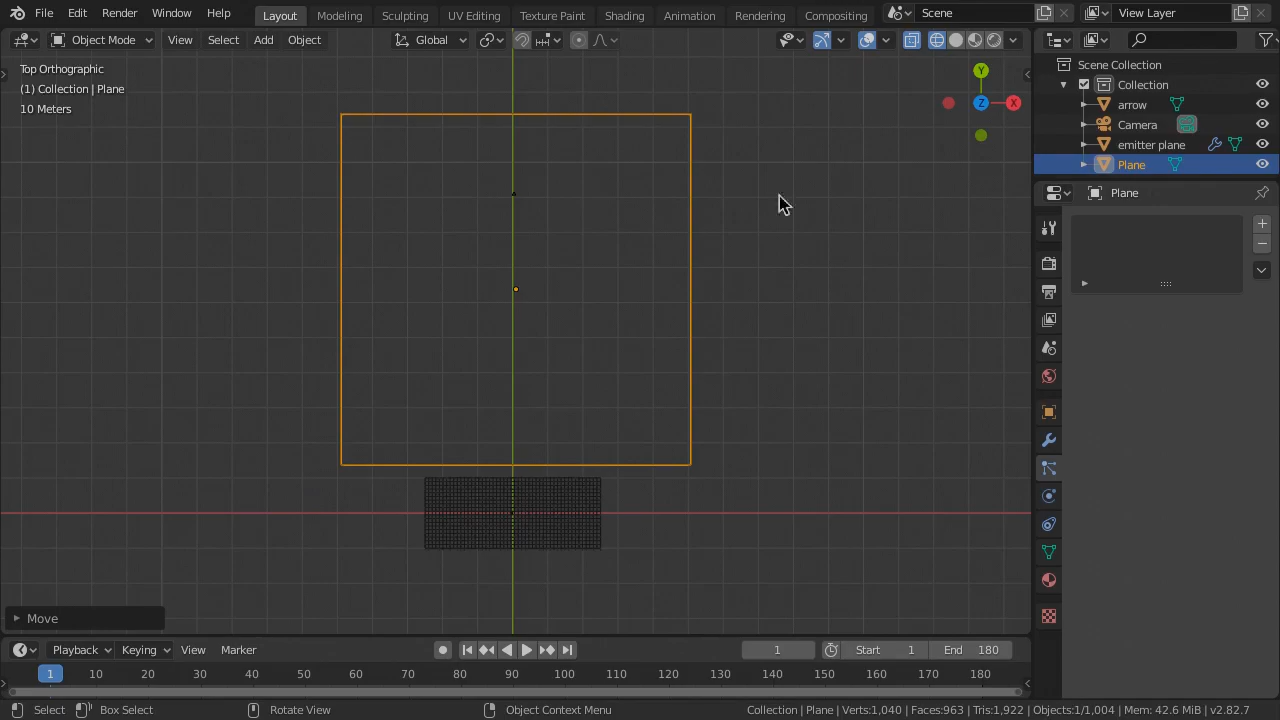 File Edit Render Window Help Layout Modeling Sculpting UV Editing Texture Paint Shading Animation Rendering Compositing Scene View Layer
Object Mode View Select Add Object Global
Top Orthographic
(1) Collection | Plane
10 Meters
Y
Z X
Scene Collection
Collection
arrow
Camera
emitter plane
Plane
Plane
Move
Playback Keying View Marker 1 Start 1 End 180
1 10 20 30 40 50 60 70 80 90 100 110 120 130 140 150 160 170 180
Select Box Select Rotate View Object Context Menu Collection | Plane | Verts:1,040 | Faces:963 | Tris:1,922 | Objects:1/1,004 | Mem: 42.6 MiB | v2.82.7